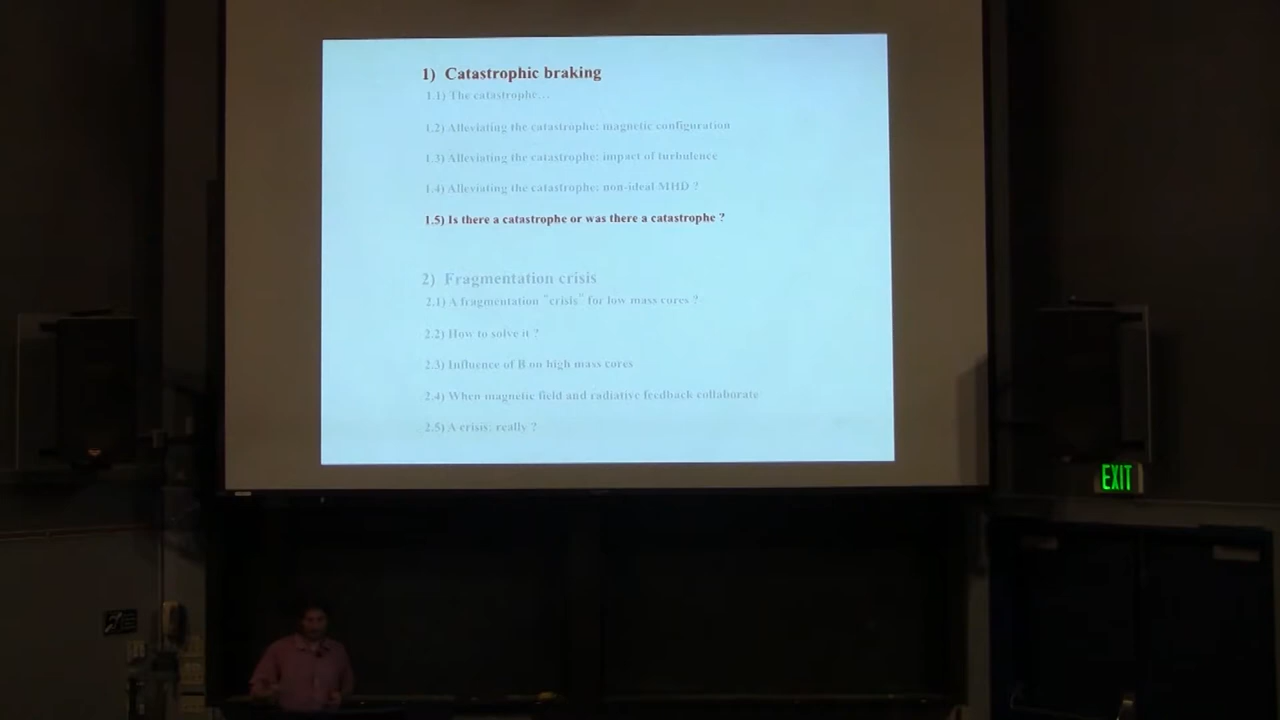 1) Catastrophic braking
1.1) The catastrophe...
1.2) Alleviating the catastrophe: magnetic configuration
1.3) Alleviating the catastrophe: impact of turbulence
1.4) Alleviating the catastrophe: non-ideal MHD ?
1.5) Is there a catastrophe or was there a catastrophe ?
2) Fragmentation crisis
2.1) A fragmentation "crisis" for low mass cores ?
2.2) How to solve it ?
2.3) Influence of B on high mass cores
2.4) When magnetic field and radiative feedback collaborate
2.5) A crisis: really ?
EXIT